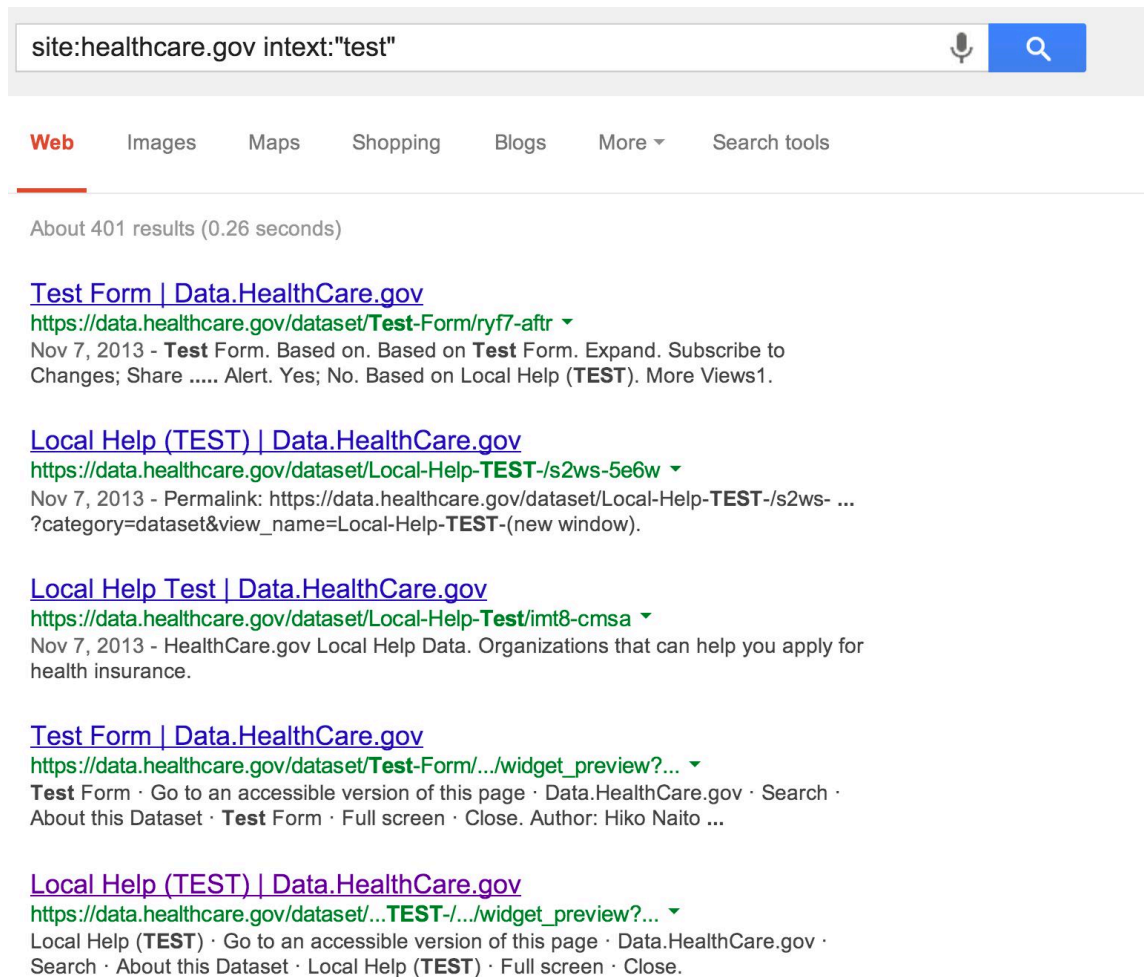 site:healthcare.gov intext:"test"
Web Images Maps Shopping Blogs More Search tools
About 401 results (0.26 seconds)
Test Form | Data.HealthCare.gov
https://data.healthcare.gov/dataset/Test-Form/ryf7-aftr
Nov 7, 2013 - Test Form. Based on. Based on Test Form. Expand. Subscribe to
Changes; Share ..... Alert. Yes; No. Based on Local Help (TEST). More Views1.
Local Help (TEST) | Data.HealthCare.gov
https://data.healthcare.gov/dataset/Local-Help-TEST-/s2ws-5e6w
Nov 7, 2013 - Permalink: https://data.healthcare.gov/dataset/Local-Help-TEST-/s2ws- ...
?category=dataset&view_name=Local-Help-TEST-(new window).
Local Help Test | Data.HealthCare.gov
https://data.healthcare.gov/dataset/Local-Help-Test/imt8-cmsa
Nov 7, 2013 - HealthCare.gov Local Help Data. Organizations that can help you apply for
health insurance.
Test Form | Data.HealthCare.gov
https://data.healthcare.gov/dataset/Test-Form/.../widget_preview?...
Test Form · Go to an accessible version of this page · Data.HealthCare.gov · Search ·
About this Dataset · Test Form · Full screen · Close. Author: Hiko Naito ...
Local Help (TEST) | Data.HealthCare.gov
https://data.healthcare.gov/dataset/...TEST-/.../widget_preview?...
Local Help (TEST) · Go to an accessible version of this page · Data.HealthCare.gov ·
Search · About this Dataset · Local Help (TEST) · Full screen · Close.